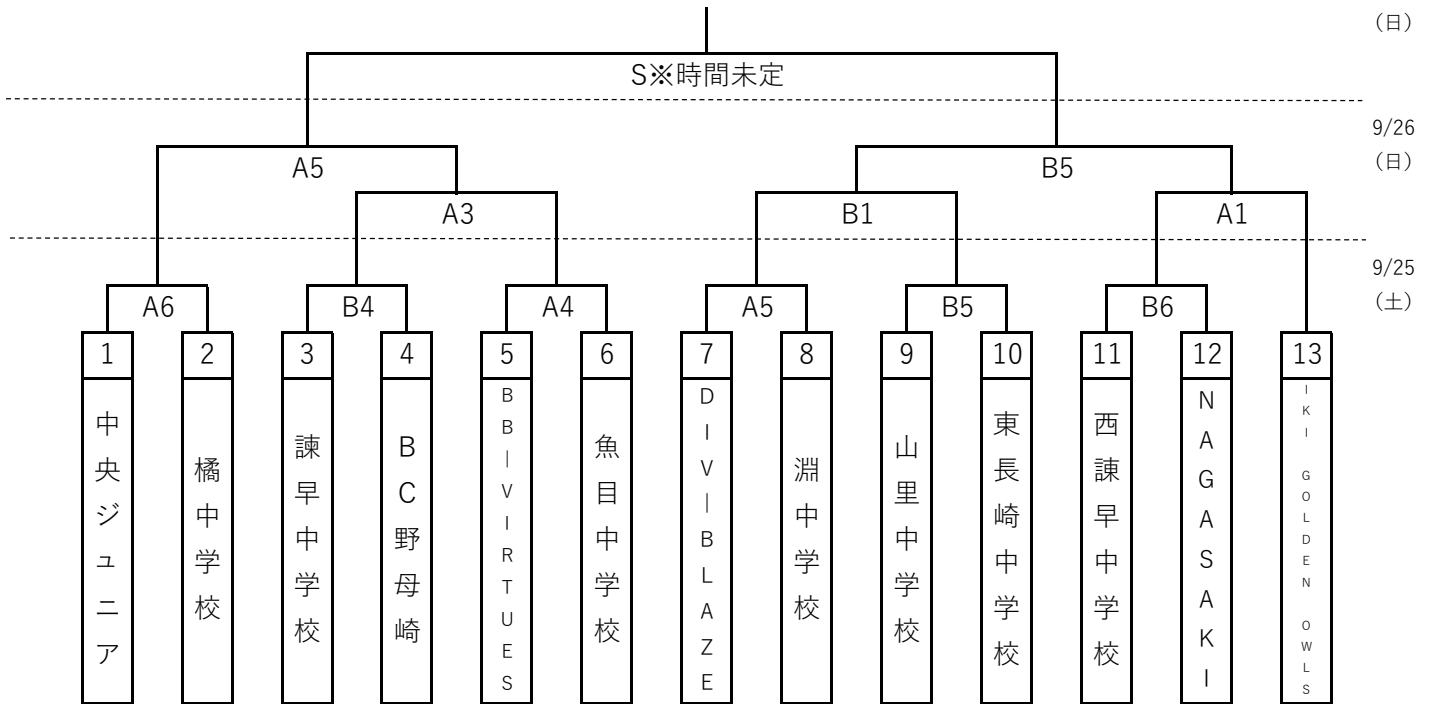 （日）
S※時間未定
9/26
（日）
A5
B5
A3
B1
A1
9/25
（土）
A6
B4
A4
A5
B5
B6
1
2
3
4
5
6
7
8
9
10
11
12
13
中央ジュニア
橘中学校
諫早中学校
BC野母崎
BB－VIRTUES
魚目中学校
DIV－BLAZE
淵中学校
山里中学校
東長崎中学校
西諫早中学校
NAGASAKI
IKI GOLDEN OWLS